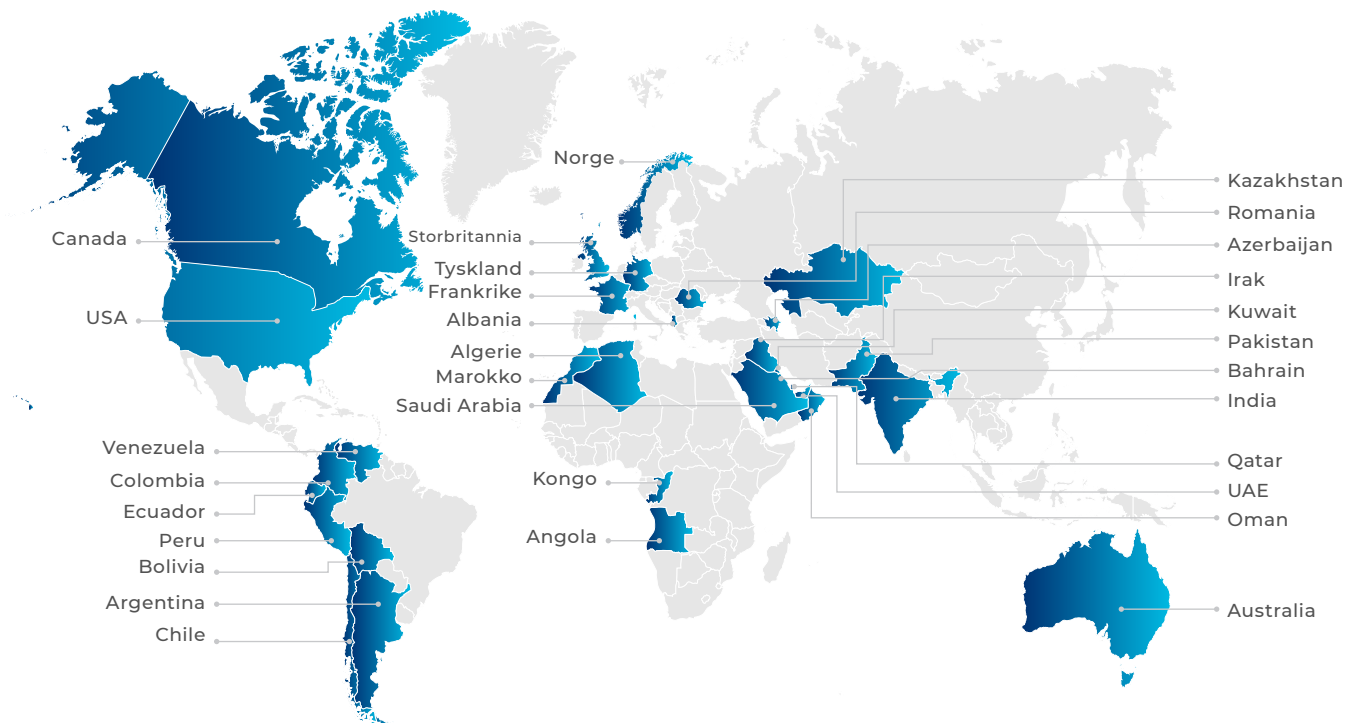 Canada
USA
Venezuela
Colombia
Ecuador
Peru
Bolivia
Argentina
Chile
Norge
Storbritannia
Tyskland
Frankrike
Albania
Algerie
Marokko
Saudi Arabia
Kongo
Angola
Kazakhstan
Romania
Azerbaijan
Irak
Kuwait
Pakistan
Bahrain
India
Qatar
UAE
Oman
Australia